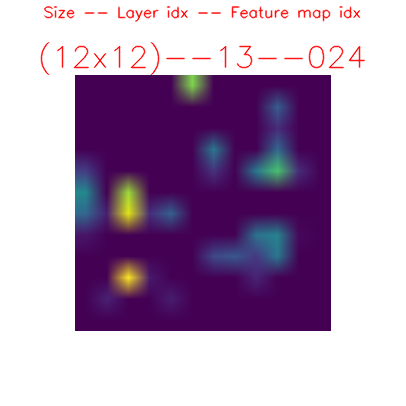 Size -- Layer idx -- Feature map idx
(12x12)--13--024